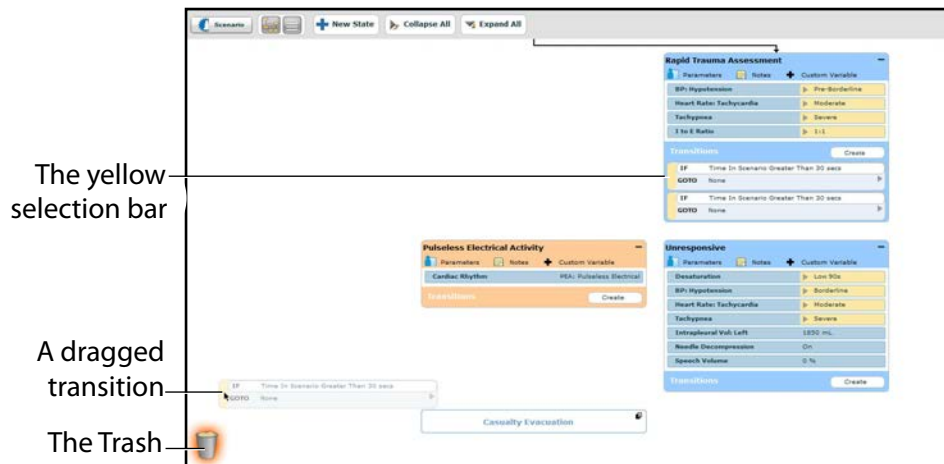 Scenario New State Collapse All Expand All
Rapid Trauma Assessment
Parameters Notes Custom Variable
BP: Hypotension Pre-Borderline
Heart Rate: Tachycardia Moderate
Tachypnea Severe
I to E Ratio 1:1
Transitions Create
IF Time In Scenario Greater Than 30 secs
GOTO None
IF Time In Scenario Greater Than 30 secs
GOTO None
The yellow
selection bar
Pulseless Electrical Activity
Parameters Notes Custom Variable
Cardiac Rhythm PEA: Pulseless Electrical
Transitions Create
Unresponsive
Parameters Notes Custom Variable
Desaturation Low 90s
BP: Hypotension Borderline
Heart Rate: Tachycardia Moderate
Tachypnea Severe
Intrapleural Vol: Left 1850 mL
Needle Decompression On
Speech Volume 0 %
Transitions Create
A dragged
transition
IF Time In Scenario Greater Than 30 secs
GOTO None
Casualty Evacuation
The Trash